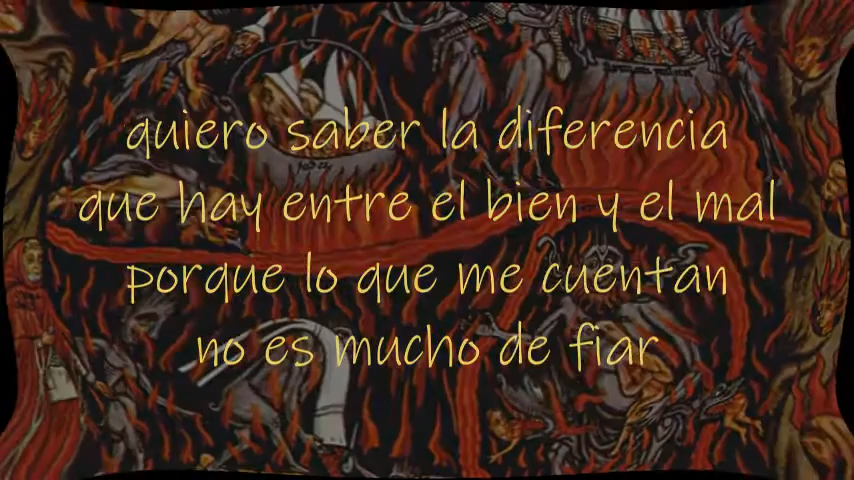 quiero saber la diferencia
que hay entre el bien y el mal
porque lo que me cuentan
no es mucho de fiar